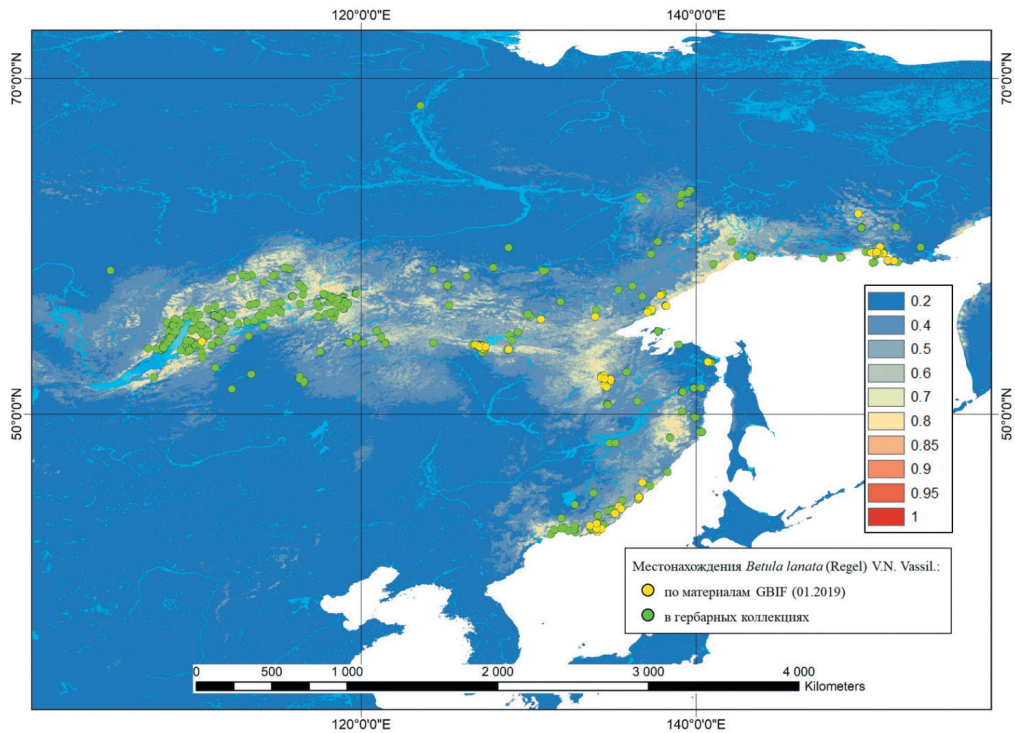 120°0'0"E
140°0'0"E
70°0'0"N
70°0'0"N
50°0'0"N
50°0'0"N
0.2
0.4
0.5
0.6
0.7
0.8
0.85
0.9
0.95
1
Местонахождения Betula lanata (Regel) V.N. Vassil.:
по материалам GBIF (01.2019)
в гербарных коллекциях
0 500 1 000 2 000 3 000 4 000
Kilometers
120°0'0"E
140°0'0"E